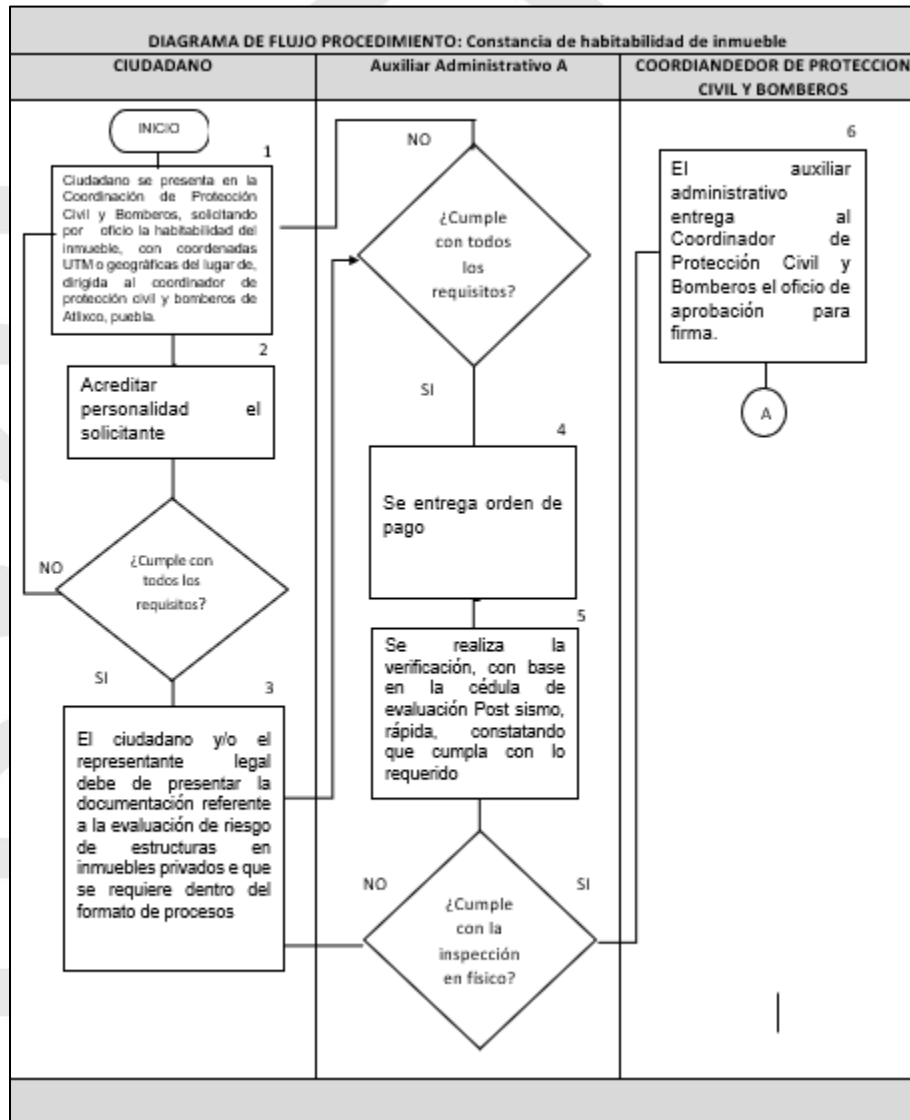 DIAGRAMA DE FLUJO PROCEDIMIENTO: Constancia de habitabilidad de inmueble
CIUDADANO
Auxiliar Administrativo A
COORDIANDEDOR DE PROTECCION
CIVIL Y BOMBEROS
INICIO
1
Ciudadano se presenta en la
Coordinación de Protección
Civil y Bomberos, solicitando
por oficio la habitabilidad del
inmueble, con coordenadas
UTM o geográficas del lugar de,
dirigida al coordinador de
protección civil y bomberos de
Atlixco, puebla.
2
Acreditar
personalidad el
solicitante
¿Cumple con
todos los
requisitos?
NO
SI
3
El ciudadano y/o el
representante legal
debe de presentar la
documentación referente
a la evaluación de riesgo
de estructuras en
inmuebles privados e que
se requiere dentro del
formato de procesos
NO
¿Cumple
con todos
los
requisitos?
SI
4
Se entrega orden de
pago
5
Se realiza la
verificación, con base
en la cédula de
evaluación Post sismo,
rápida, constatando
que cumpla con lo
requerido
NO
SI
¿Cumple
con la
inspección
en físico?
6
El auxiliar
administrativo
entrega al
Coordinador de
Protección Civil y
Bomberos el oficio de
aprobación para
firma.
A